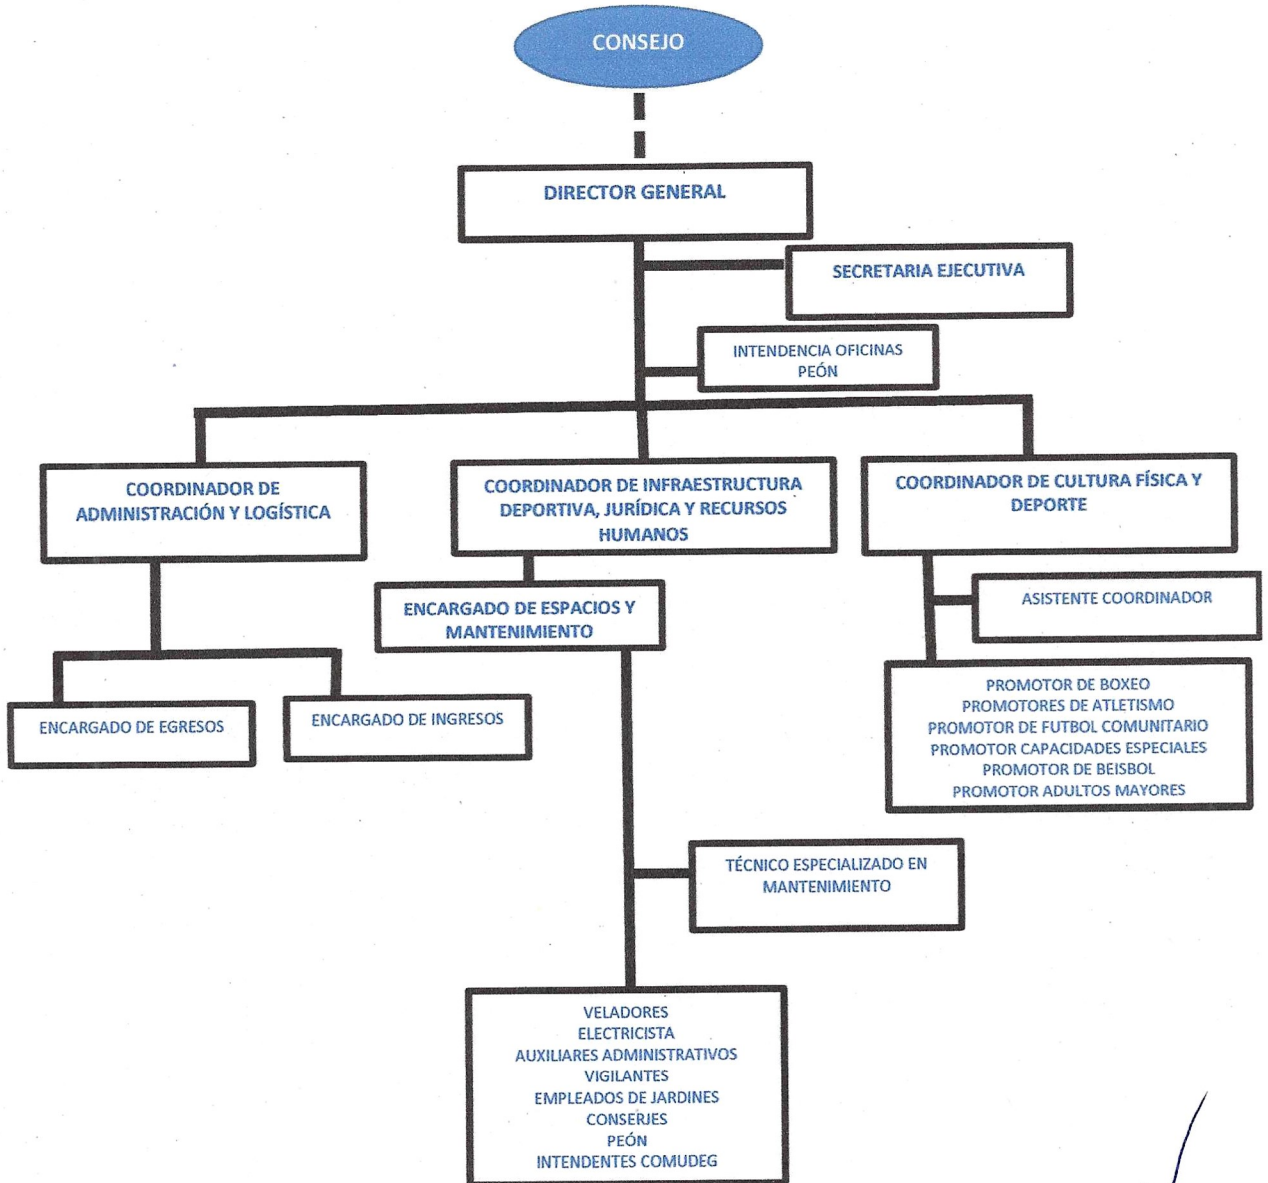 CONSEJO
DIRECTOR GENERAL
SECRETARIA EJECUTIVA
INTENDENCIA OFICINAS
PEÓN
COORDINADOR DE
ADMINISTRACIÓN Y LOGÍSTICA
COORDINADOR DE INFRAESTRUCTURA
DEPORTIVA, JURÍDICA Y RECURSOS
HUMANOS
COORDINADOR DE CULTURA FÍSICA Y
DEPORTE
ENCARGADO DE ESPACIOS Y
MANTENIMIENTO
ASISTENTE COORDINADOR
ENCARGADO DE EGRESOS
ENCARGADO DE INGRESOS
PROMOTOR DE BOXEO
PROMOTORES DE ATLETISMO
PROMOTOR DE FUTBOL COMUNITARIO
PROMOTOR CAPACIDADES ESPECIALES
PROMOTOR DE BEISBOL
PROMOTOR ADULTOS MAYORES
TÉCNICO ESPECIALIZADO EN
MANTENIMIENTO
VELADORES
ELECTRICISTA
AUXILIARES ADMINISTRATIVOS
VIGILANTES
EMPLEADOS DE JARDINES
CONSERJES
PEÓN
INTENDENTES COMUDEG